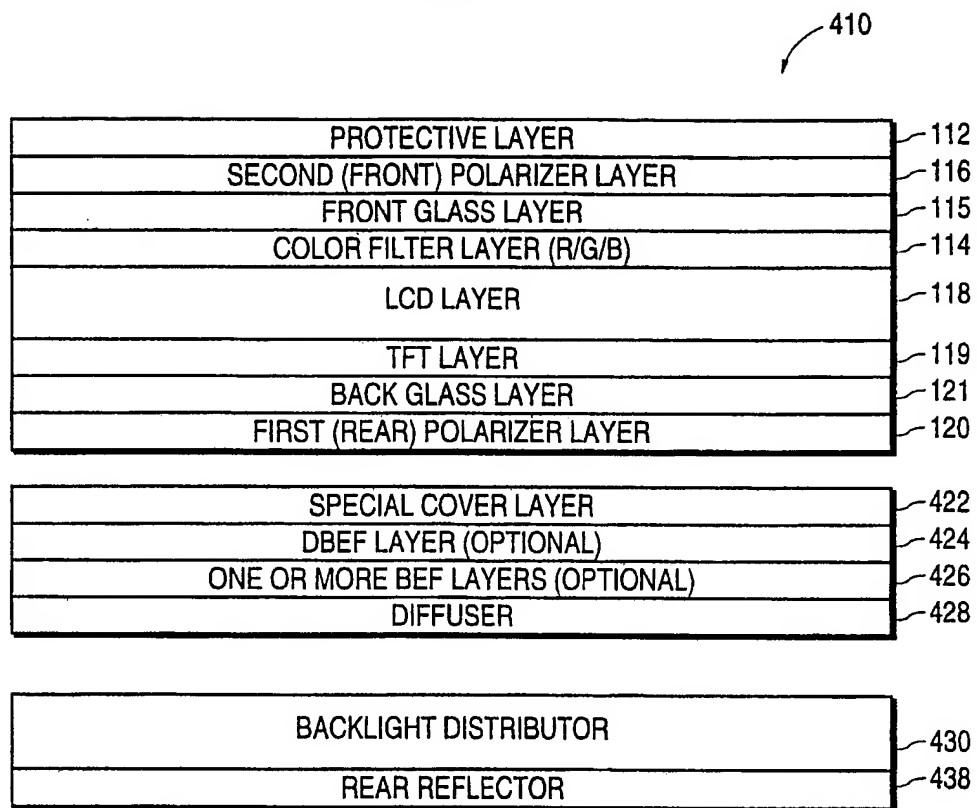 410
PROTECTIVE LAYER 112
SECOND (FRONT) POLARIZER LAYER 116
FRONT GLASS LAYER 115
COLOR FILTER LAYER (R/G/B) 114
LCD LAYER 118
TFT LAYER 119
BACK GLASS LAYER 121
FIRST (REAR) POLARIZER LAYER 120
SPECIAL COVER LAYER 422
DBEF LAYER (OPTIONAL) 424
ONE OR MORE BEF LAYERS (OPTIONAL) 426
DIFFUSER 428
BACKLIGHT DISTRIBUTOR 430
REAR REFLECTOR 438